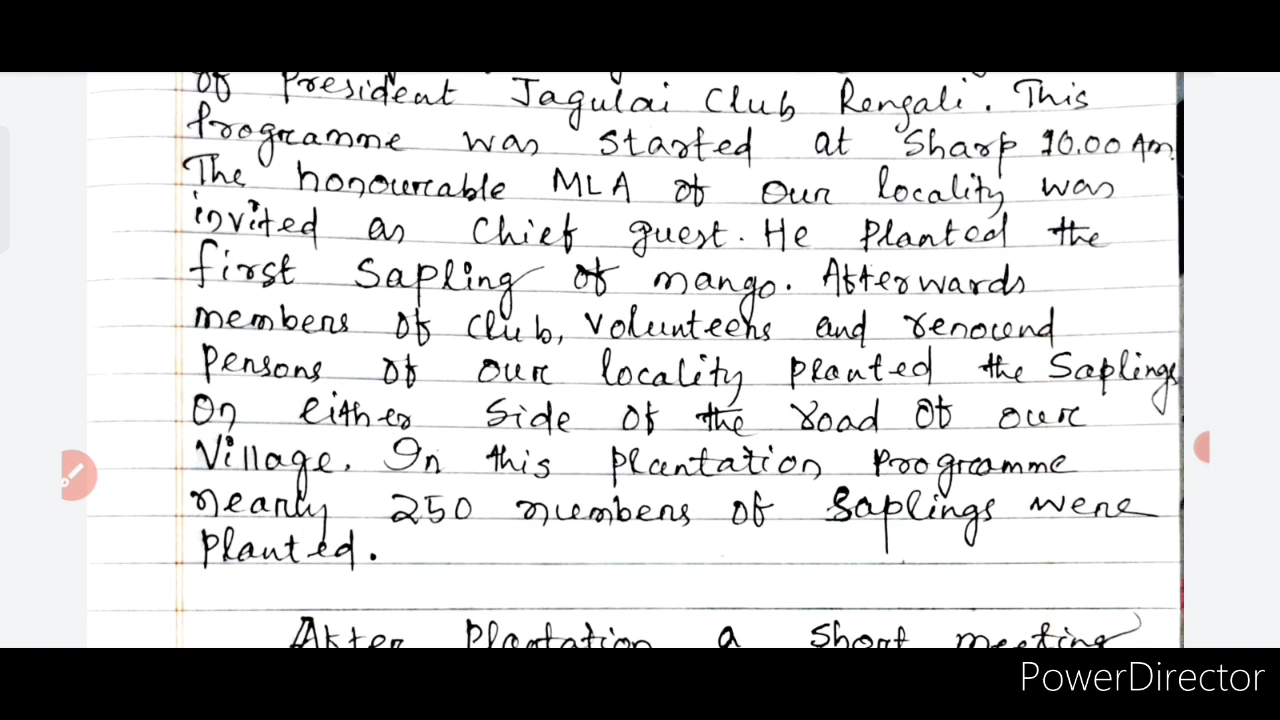 of President Jagulai Club Rengali. This
Programme was started at Sharp 10.00 Am.
The honourable MLA of our locality was
invited as Chief guest. He Planted the
first Sapling of mango. Afterwards
members of Club, Volunteers and renound
Persons of our locality planted the Saplings
On either Side of the road of our
Village. In this plantation Programme
nearly 250 numbers of Saplings were
Planted.
After Plantation a Short meeting
PowerDirector